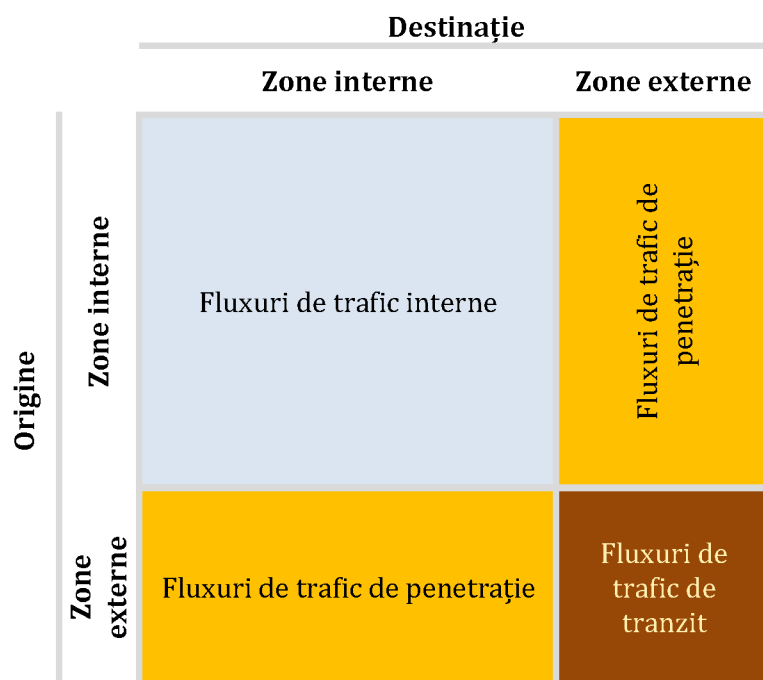 Destinație
Zone interne
Zone externe
Origine
Zone interne
Fluxuri de trafic interne
Fluxuri de trafic de
penetrație
Zone
externe
Fluxuri de trafic de penetrație
Fluxuri de
trafic de
tranzit